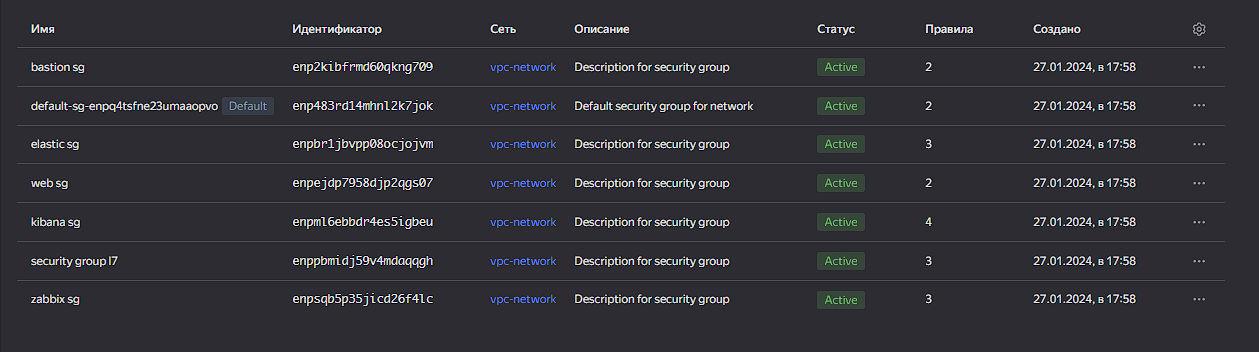 Имя Идентификатор Сеть Описание Статус Правила Создано
bastion sg enp2kibfrmd60qkng709 vpc-network Description for security group Active 2 27.01.2024, в 17:58
default-sg-enpq4tsfne23umaaopvo Default enp483rd14mhnl2k7jok vpc-network Default security group for network Active 2 27.01.2024, в 17:58
elastic sg enpbr1jbvpp08ocjojvm vpc-network Description for security group Active 3 27.01.2024, в 17:58
web sg enpejdp7958djp2qgs07 vpc-network Description for security group Active 2 27.01.2024, в 17:58
kibana sg enpml6ebbdr4es5igbeu vpc-network Description for security group Active 4 27.01.2024, в 17:58
security group l7 enppbmidj59v4mdaqqgh vpc-network Description for security group Active 3 27.01.2024, в 17:58
zabbix sg enpsqb5p35jicd26f4lc vpc-network Description for security group Active 3 27.01.2024, в 17:58